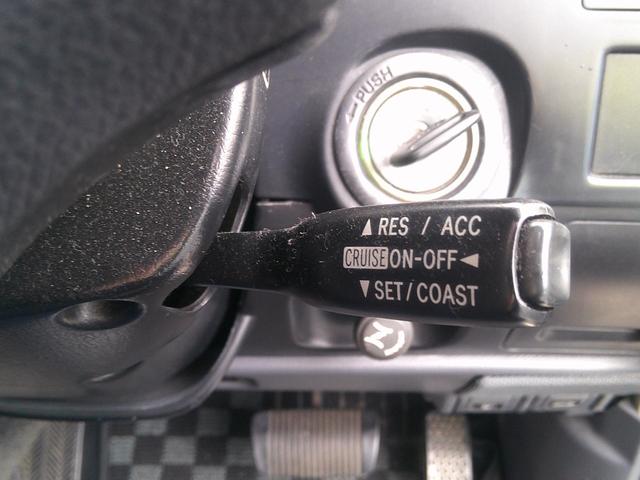 PUSH
▲ RES / ACC
CRUISE ON-OFF ◀
▼ SET / COAST